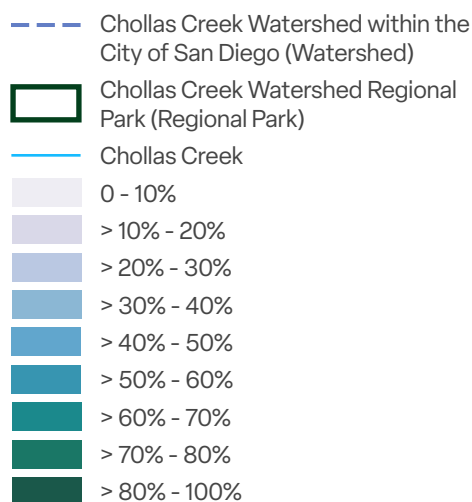 Chollas Creek Watershed within the
City of San Diego (Watershed)
Chollas Creek Watershed Regional
Park (Regional Park)
Chollas Creek
0 - 10%
> 10% - 20%
> 20% - 30%
> 30% - 40%
> 40% - 50%
> 50% - 60%
> 60% - 70%
> 70% - 80%
> 80% - 100%